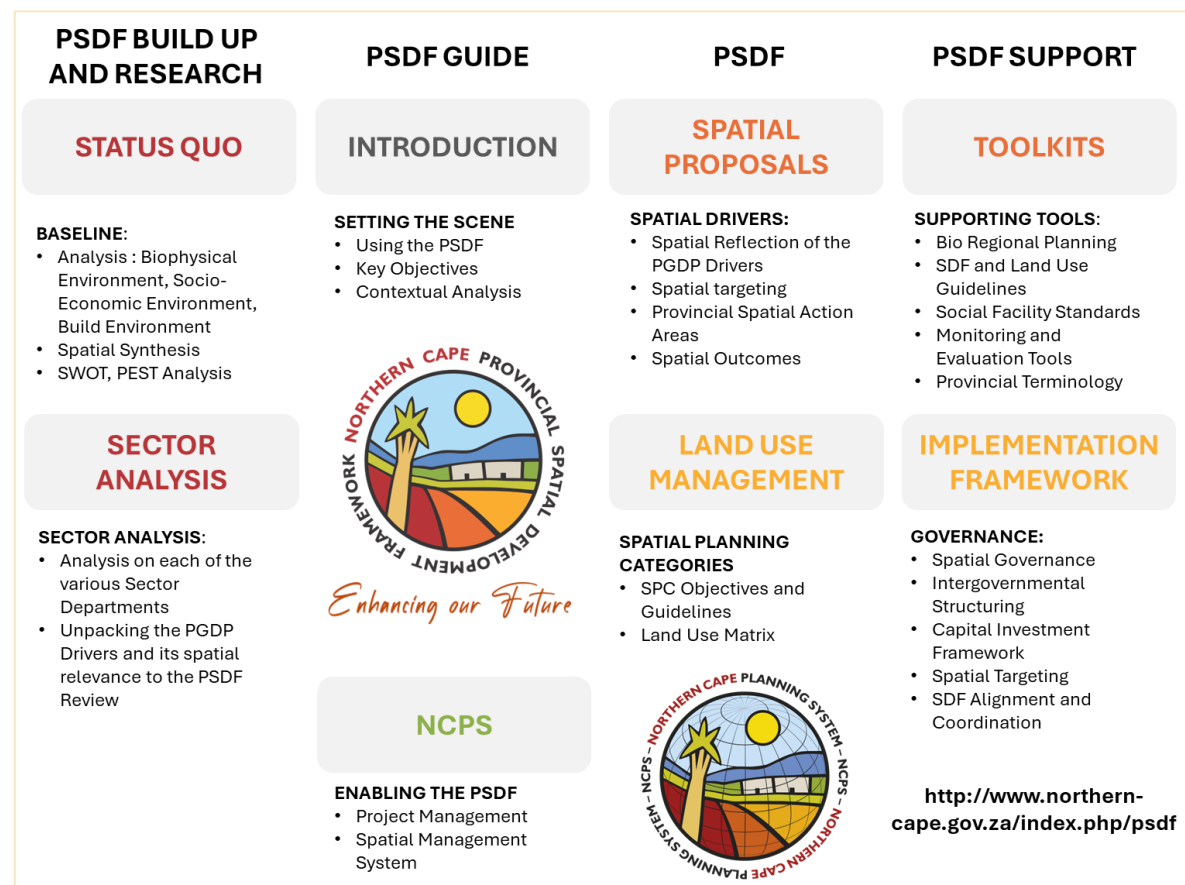 PSDF BUILD UP
AND RESEARCH
STATUS QUO
BASELINE:
• Analysis : Biophysical
Environment, Socio-
Economic Environment,
Build Environment
• Spatial Synthesis
• SWOT, PEST Analysis
SECTOR
ANALYSIS
SECTOR ANALYSIS:
• Analysis on each of the
various Sector
Departments
• Unpacking the PGDP
Drivers and its spatial
relevance to the PSDF
Review
PSDF GUIDE
INTRODUCTION
SETTING THE SCENE
• Using the PSDF
• Key Objectives
• Contextual Analysis
NORTHERN CAPE PROVINCIAL SPATIAL DEVELOPMENT FRAMEWORK
Enhancing our Future
NCPS
ENABLING THE PSDF
• Project Management
• Spatial Management
System
PSDF
SPATIAL
PROPOSALS
SPATIAL DRIVERS:
• Spatial Reflection of the
PGDP Drivers
• Spatial targeting
• Provincial Spatial Action
Areas
• Spatial Outcomes
LAND USE
MANAGEMENT
SPATIAL PLANNING
CATEGORIES
• SPC Objectives and
Guidelines
• Land Use Matrix
NORTHERN CAPE PLANNING SYSTEM – NCPS – NORTHERN CAPE PLANNING SYSTEM – NCPS –
PSDF SUPPORT
TOOLKITS
SUPPORTING TOOLS:
• Bio Regional Planning
• SDF and Land Use
Guidelines
• Social Facility Standards
• Monitoring and
Evaluation Tools
• Provincial Terminology
IMPLEMENTATION
FRAMEWORK
GOVERNANCE:
• Spatial Governance
• Intergovernmental
Structuring
• Capital Investment
Framework
• Spatial Targeting
• SDF Alignment and
Coordination
http://www.northern-
cape.gov.za/index.php/psdf